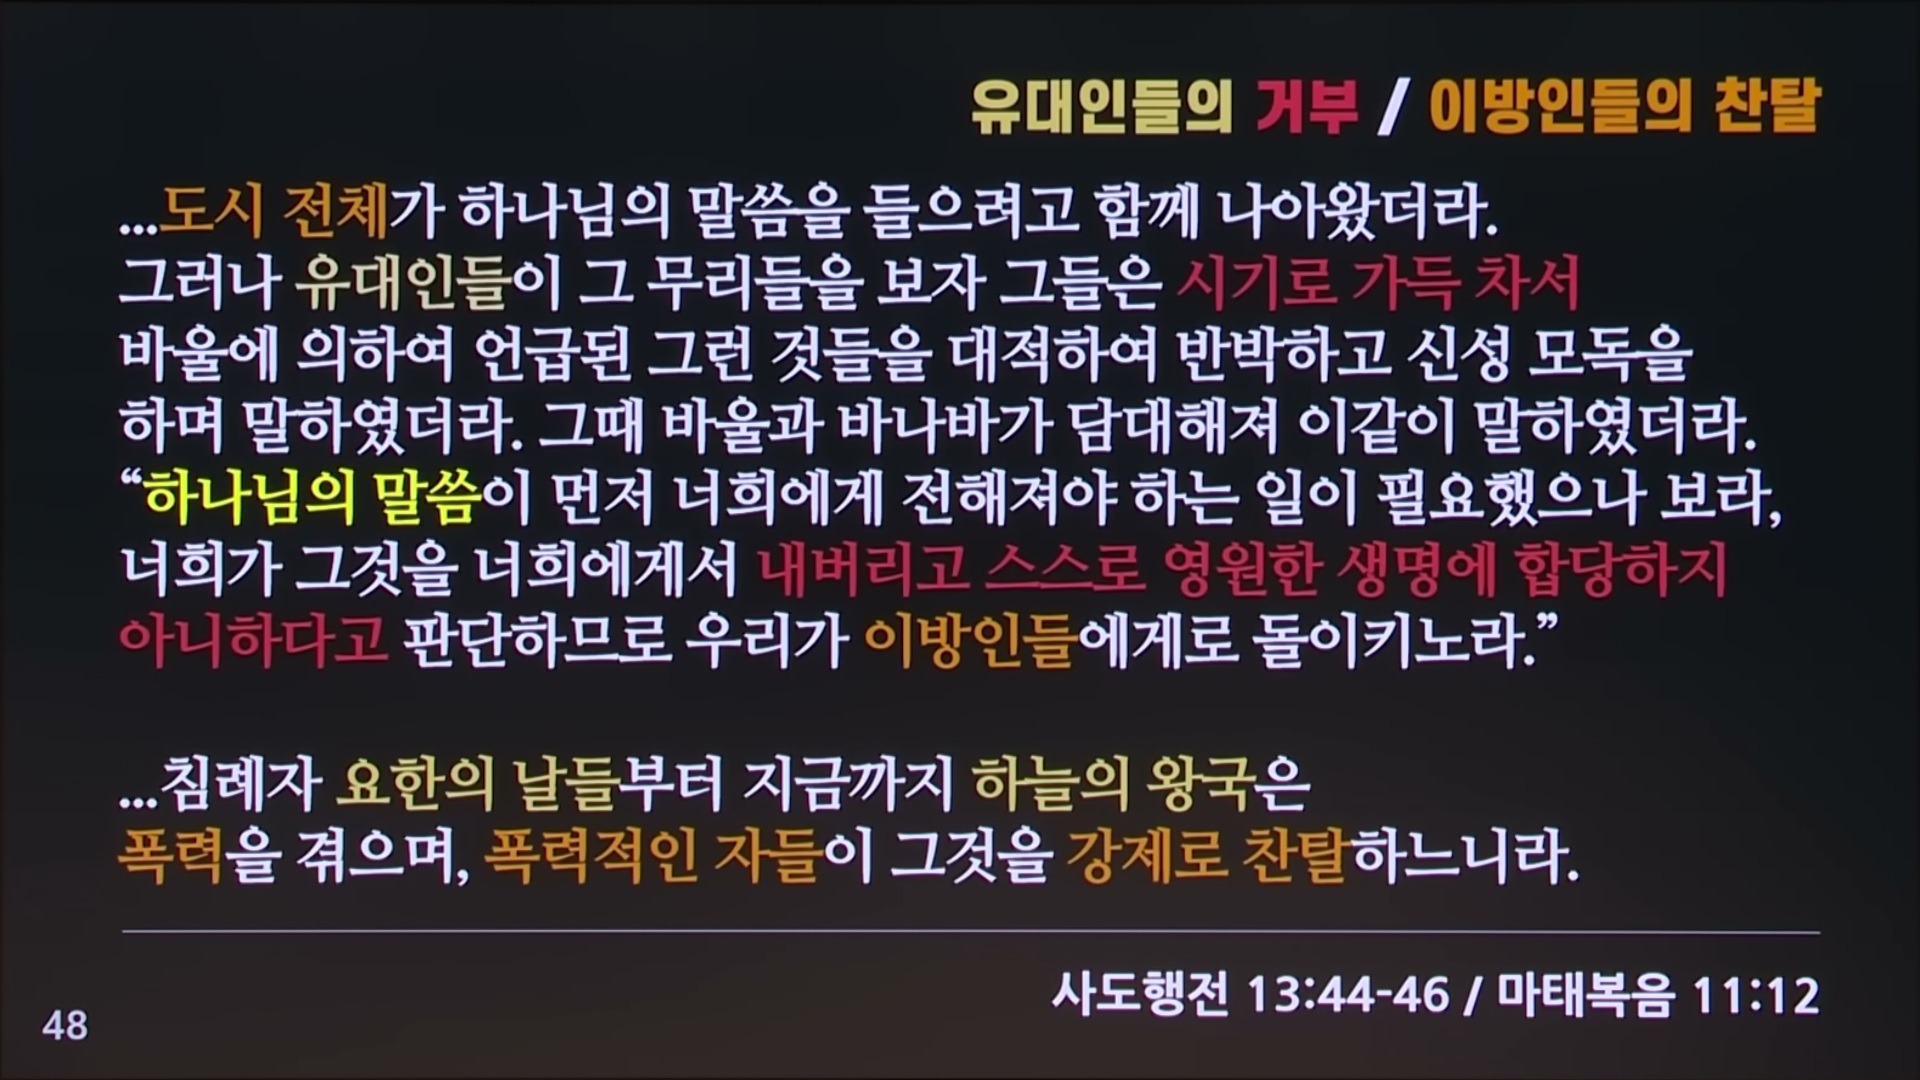 유대인들의 거부 / 이방인들의 찬탈
...도시 전체가 하나님의 말씀을 들으려고 함께 나아왔더라.
그러나 유대인들이 그 무리들을 보자 그들은 시기로 가득 차서
바울에 의하여 언급된 그런 것들을 대적하여 반박하고 신성 모독을
하며 말하였더라. 그때 바울과 바나바가 담대해져 이같이 말하였더라.
“하나님의 말씀이 먼저 너희에게 전해져야 하는 일이 필요했으나 보라,
너희가 그것을 너희에게서 내버리고 스스로 영원한 생명에 합당하지
아니하다고 판단하므로 우리가 이방인들에게로 돌이키노라.”
...침례자 요한의 날들부터 지금까지 하늘의 왕국은
폭력을 겪으며, 폭력적인 자들이 그것을 강제로 찬탈하느니라.
사도행전 13:44-46 / 마태복음 11:12
48